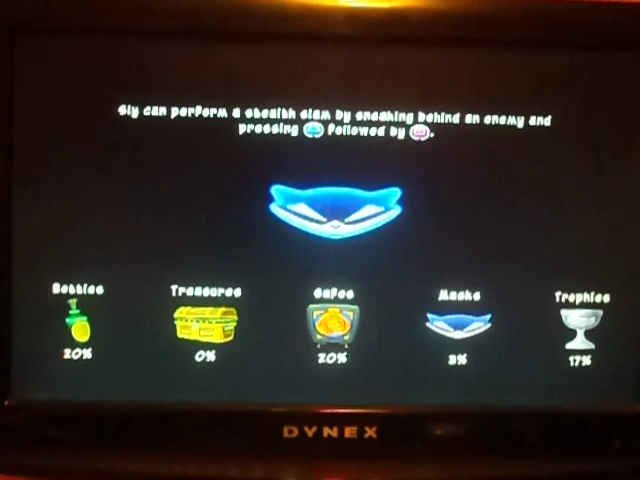 Sly can perform a stealth slam by sneaking behind an enemy and
pressing followed by .
Bottles
Treasures
Safes
Masks
Trophies
20%
0%
20%
3%
17%
DYNEX